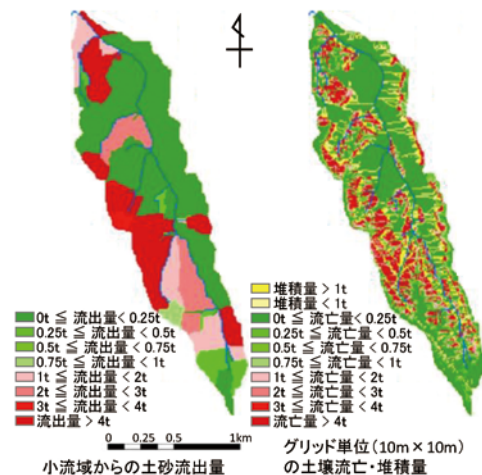 0t ≦ 流出量 < 0.25t
0.25t ≦ 流出量 < 0.5t
0.5t ≦ 流出量 < 0.75t
0.75t ≦ 流出量 < 1t
1t ≦ 流出量 < 2t
2t ≦ 流出量 < 3t
3t ≦ 流出量 < 4t
流出量 > 4t
0 0.25 0.5 1km
小流域からの土砂流出量
堆積量 > 1t
堆積量 < 1t
0t ≦ 流亡量 < 0.25t
0.25t ≦ 流亡量 < 0.5t
0.5t ≦ 流亡量 < 0.75t
0.75t ≦ 流亡量 < 1t
1t ≦ 流亡量 < 2t
2t ≦ 流亡量 < 3t
3t ≦ 流亡量 < 4t
流亡量 > 4t
グリッド単位(10m×10m)
の土壌流亡・堆積量